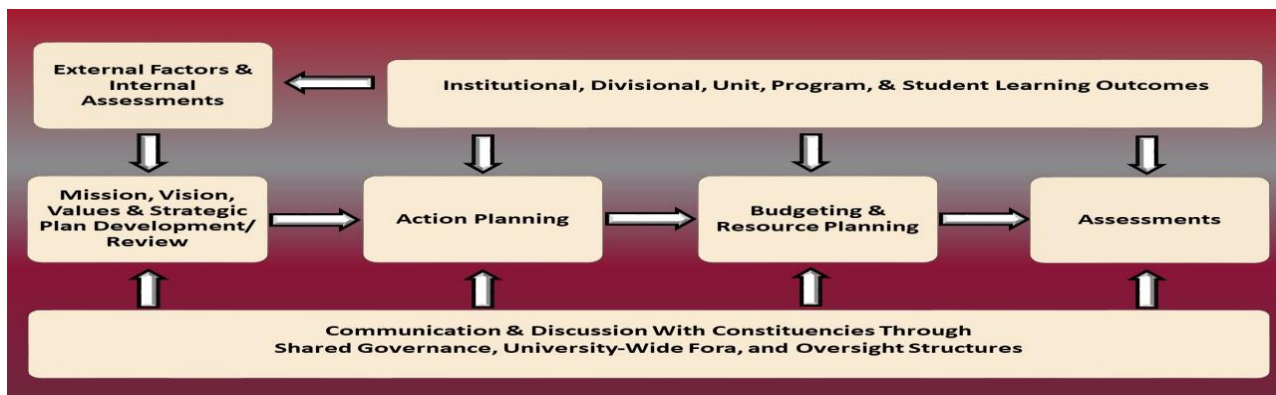 External Factors &
Internal
Assessments
Institutional, Divisional, Unit, Program, & Student Learning Outcomes
Mission, Vision,
Values & Strategic
Plan Development/
Review
Action Planning
Budgeting &
Resource Planning
Assessments
Communication & Discussion With Constituencies Through
Shared Governance, University-Wide Fora, and Oversight Structures